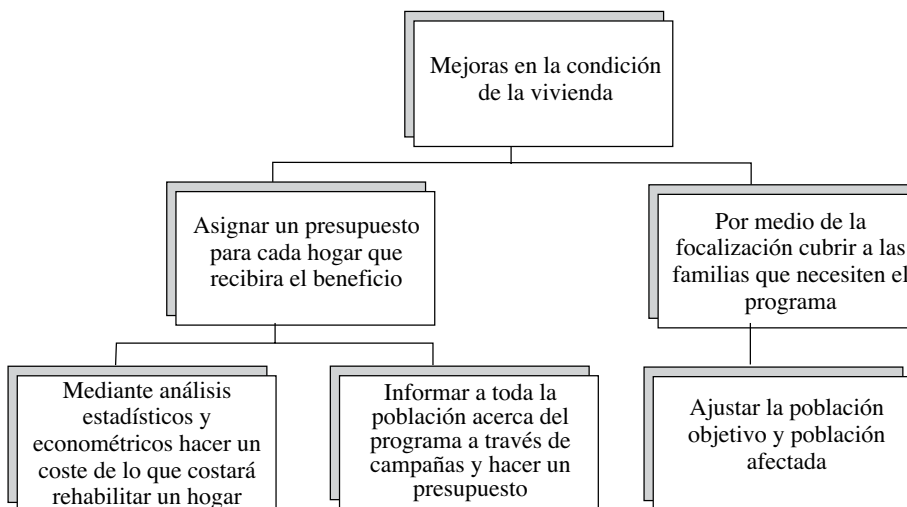 Mejoras en la condición
de la vivienda
Asignar un presupuesto
para cada hogar que
recibira el beneficio
Por medio de la
focalización cubrir a las
familias que necesiten el
programa
Mediante análisis
estadísticos y
econométricos hacer un
coste de lo que costará
rehabilitar un hogar
Informar a toda la
población acerca del
programa a través de
campañas y hacer un
presupuesto
Ajustar la población
objetivo y población
afectada